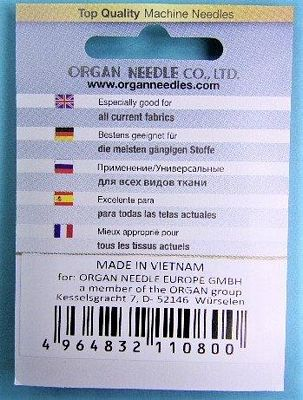 Top Quality Machine Needles
ORGAN NEEDLE CO., LTD.
www.organneedles.com
Especially good for
all current fabrics
Bestens geeignet für
die meisten gängigen Stoffe
Применение/Универсальные
для всех видов ткани
Excelente para
para todas las telas actuales
Mieux approprié pour
tous les tissus actuels
MADE IN VIETNAM
for: ORGAN NEEDLE EUROPE GMBH
a member of the ORGAN group
Kesselsgracht 7, D- 52146 Würselen
4 964832 110800